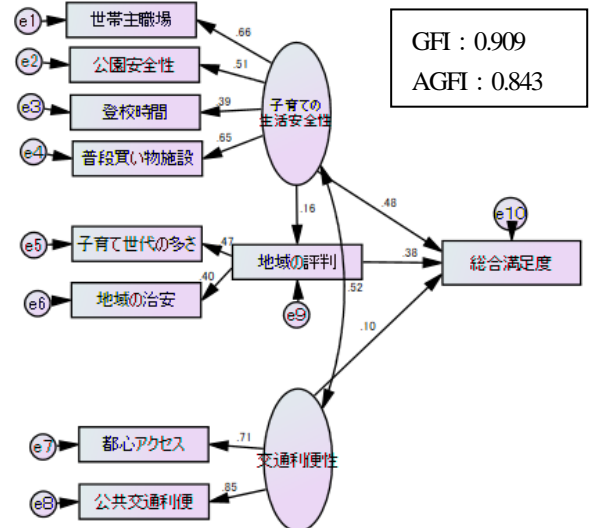 e1
世帯主職場
.66
GFI：0.909
AGFI：0.843
e2
公園安全性
.51
e3
登校時間
.39
子育ての
生活安全性
e4
普段買い物施設
.65
.48
.16
e10
e5
子育て世代の多さ
.47
地域の評判
.38
総合満足度
e6
地域の治安
.40
.52
e9
.10
e7
都心アクセス
.71
交通利便性
e8
公共交通利便
.85